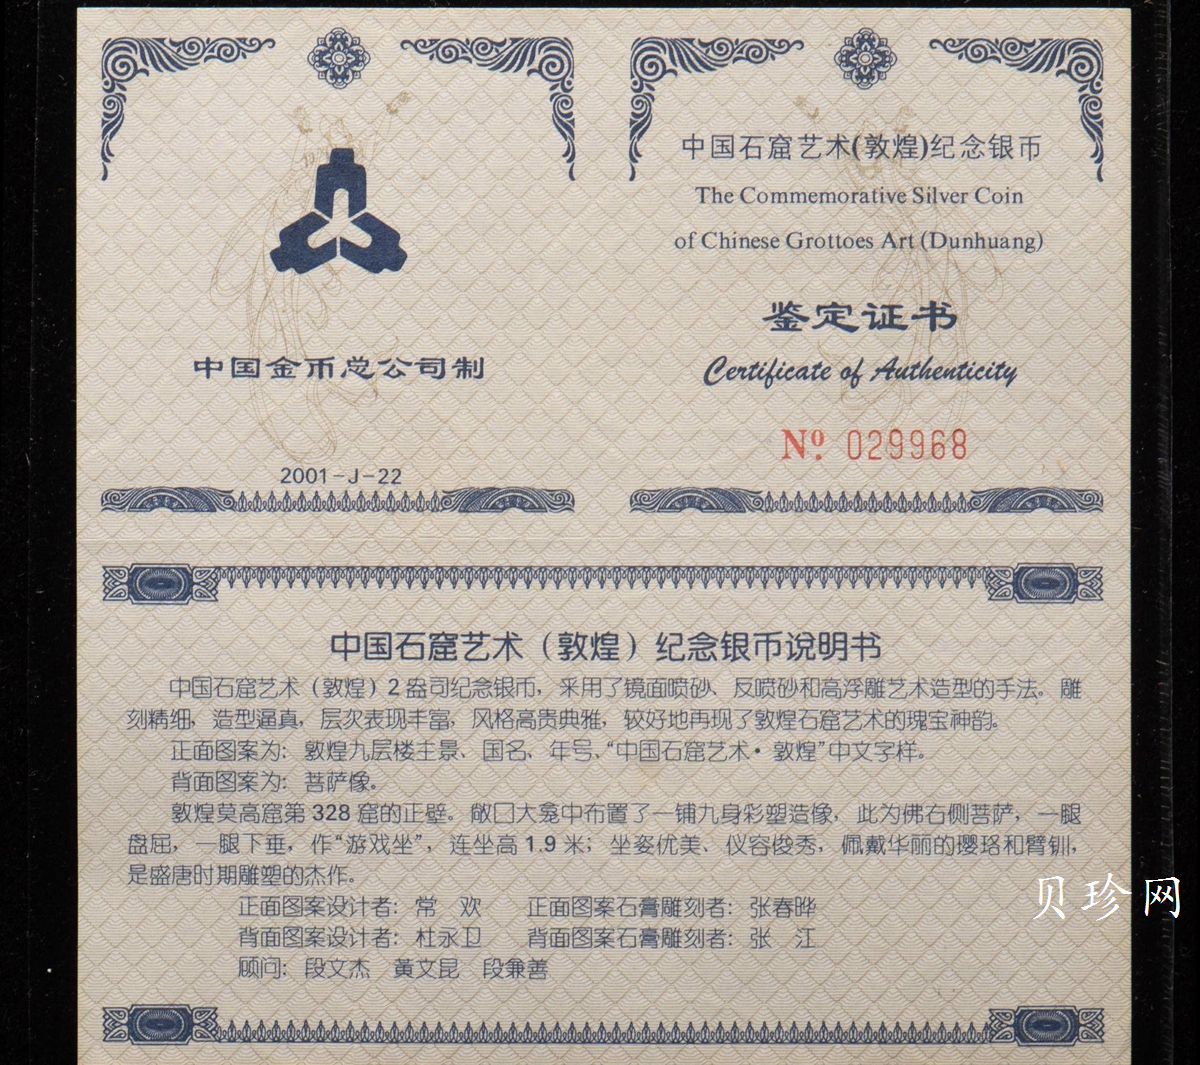 中国金币总公司制
2001-J-22
中国石窟艺术(敦煌)纪念银币
The Commemorative Silver Coin
of Chinese Grottoes Art (Dunhuang)
鉴定证书
Certificate of Authenticity
Nº 029968
中国石窟艺术（敦煌）纪念银币说明书
中国石窟艺术（敦煌）2盎司纪念银币，采用了镜面喷砂、反喷砂和高浮雕艺术造型的手法。雕
刻精细，造型逼真，层次表现丰富，风格高贵典雅，较好地再现了敦煌石窟艺术的瑰宝神韵。
正面图案为：敦煌九层楼主景、国名、年号、“中国石窟艺术·敦煌”中文字样。
背面图案为：菩萨像。
敦煌莫高窟第 328 窟的正壁。敞口大龛中布置了一铺九身彩塑造像，此为佛右侧菩萨，一腿
盘屈，一腿下垂，作“游戏坐”，连坐高 1.9 米；坐姿优美、仪容俊秀，佩戴华丽的璎珞和臂钏，
是盛唐时期雕塑的杰作。
正面图案设计者：常 欢 正面图案石膏雕刻者：张春晔
背面图案设计者：杜永卫 背面图案石膏雕刻者：张 江
顾问：段文杰 黄文昆 段兼善
贝珍网